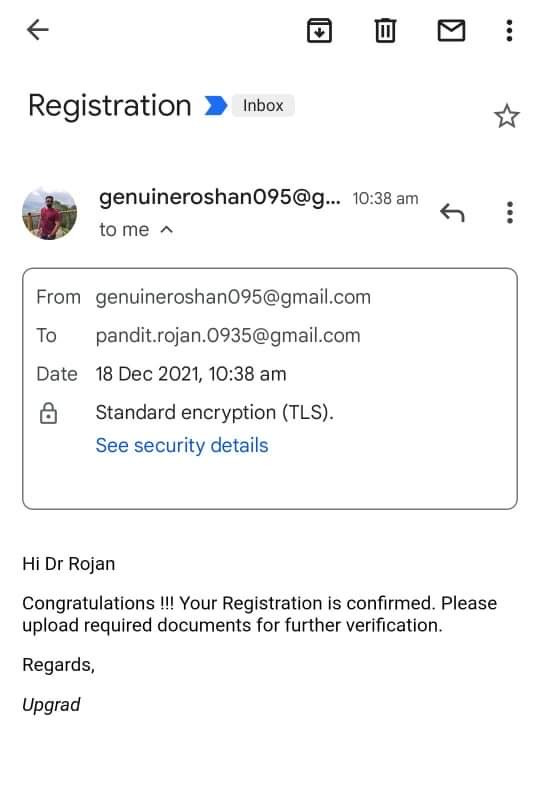 Registration Inbox
genuineroshan095@g... 10:38 am
to me
From genuineroshan095@gmail.com
To pandit.rojan.0935@gmail.com
Date 18 Dec 2021, 10:38 am
Standard encryption (TLS).
See security details
Hi Dr Rojan
Congratulations !!! Your Registration is confirmed. Please
upload required documents for further verification.
Regards,
Upgrad